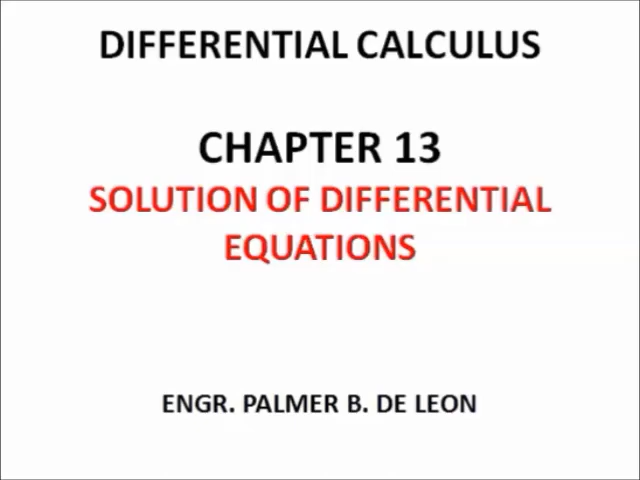 DIFFERENTIAL CALCULUS
CHAPTER 13
SOLUTION OF DIFFERENTIAL
EQUATIONS
ENGR. PALMER B. DE LEON